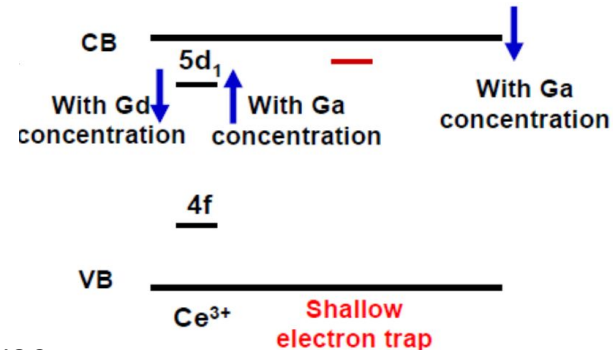 CB
5d1
With Gd
concentration
With Ga
concentration
With Ga
concentration
4f
VB
Ce3+
Shallow
electron trap